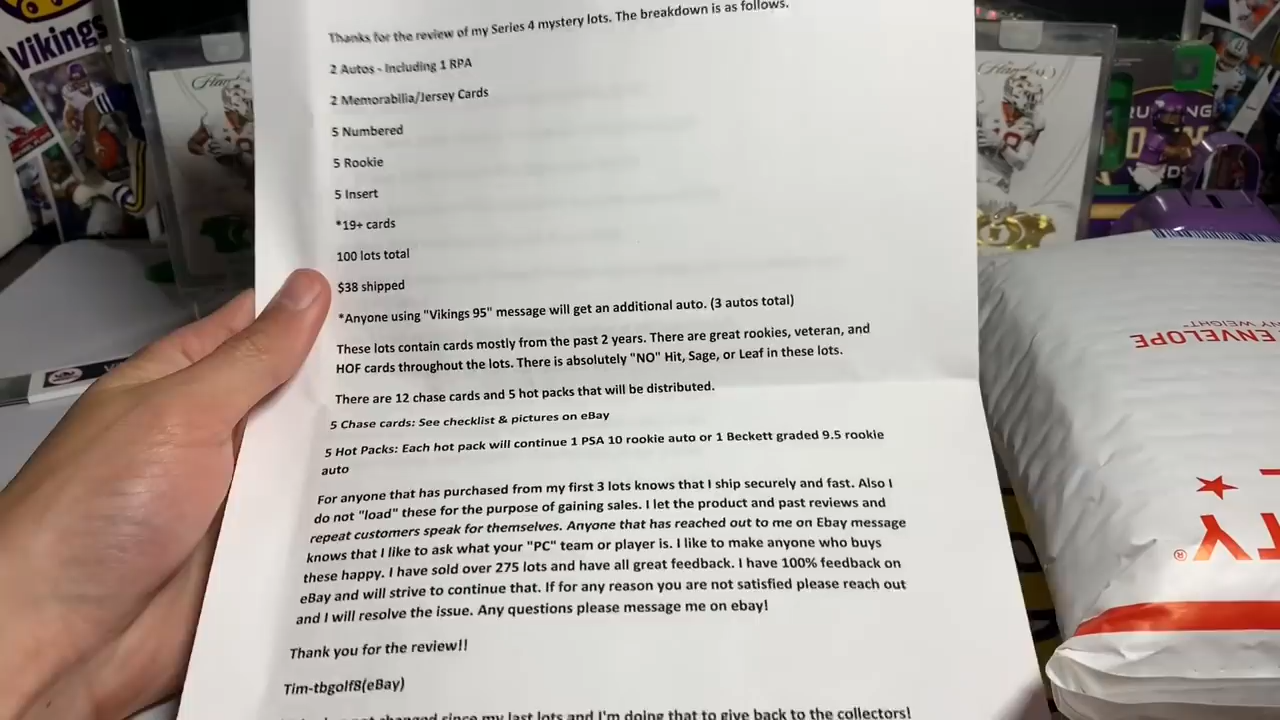 Vikings
Thanks for the review of my Series 4 mystery lots. The breakdown is as follows.
2 Autos - Including 1 RPA
2 Memorabilia/Jersey Cards
5 Numbered
5 Rookie
5 Insert
*19+ cards
100 lots total
$38 shipped
*Anyone using "Vikings 95" message will get an additional auto. (3 autos total)
These lots contain cards mostly from the past 2 years. There are great rookies, veteran, and
HOF cards throughout the lots. There is absolutely "NO" Hit, Sage, or Leaf in these lots.
There are 12 chase cards and 5 hot packs that will be distributed.
5 Chase cards: See checklist & pictures on eBay
5 Hot Packs: Each hot pack will continue 1 PSA 10 rookie auto or 1 Beckett graded 9.5 rookie
auto
For anyone that has purchased from my first 3 lots knows that I ship securely and fast. Also I
do not "load" these for the purpose of gaining sales. I let the product and past reviews and
repeat customers speak for themselves. Anyone that has reached out to me on Ebay message
knows that I like to ask what your "PC" team or player is. I like to make anyone who buys
these happy. I have sold over 275 lots and have all great feedback. I have 100% feedback on
eBay and will strive to continue that. If for any reason you are not satisfied please reach out
and I will resolve the issue. Any questions please message me on ebay!
Thank you for the review!!
Tim-tbgolf8(eBay)
changed since my last lots and I'm doing that to give back to the collectors!
Flawless
ENVELOPE
TY
®